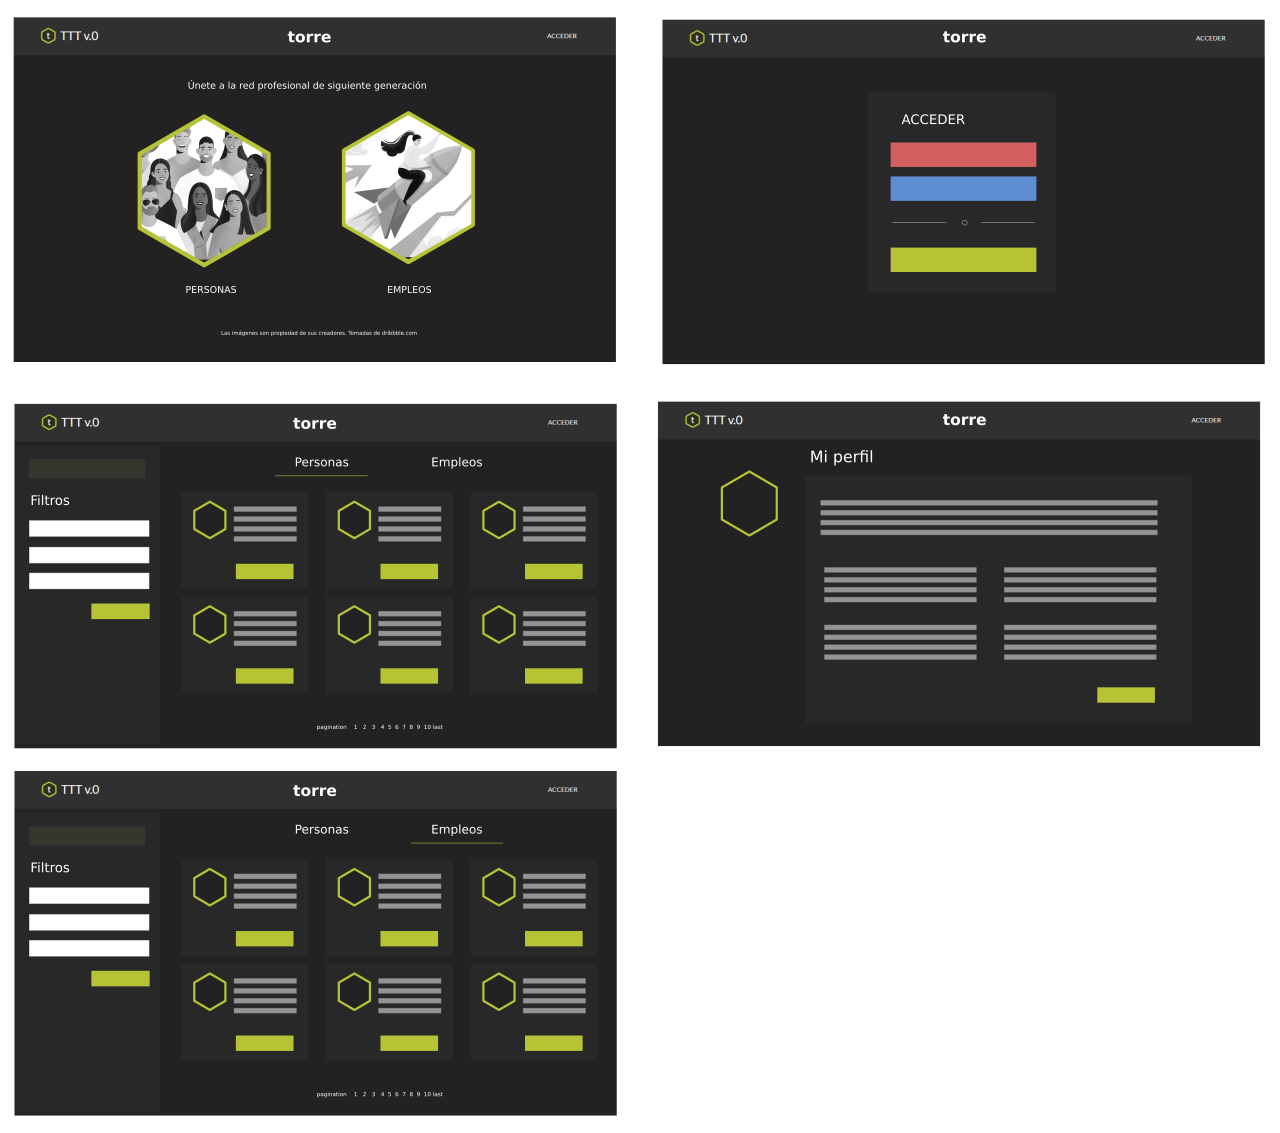 t TTT v.0 torre ACCEDER
Únete a la red profesional de siguiente generación
PERSONAS EMPLEOS
Las imágenes son propiedad de sus creadores. Tomadas de dribbble.com
t TTT v.0 torre ACCEDER
ACCEDER
O
t TTT v.0 torre ACCEDER
Personas Empleos
Filtros
pagination 1 2 3 4 5 6 7 8 9 10 last
t TTT v.0 torre ACCEDER
Mi perfil
t TTT v.0 torre ACCEDER
Personas Empleos
Filtros
pagination 1 2 3 4 5 6 7 8 9 10 last